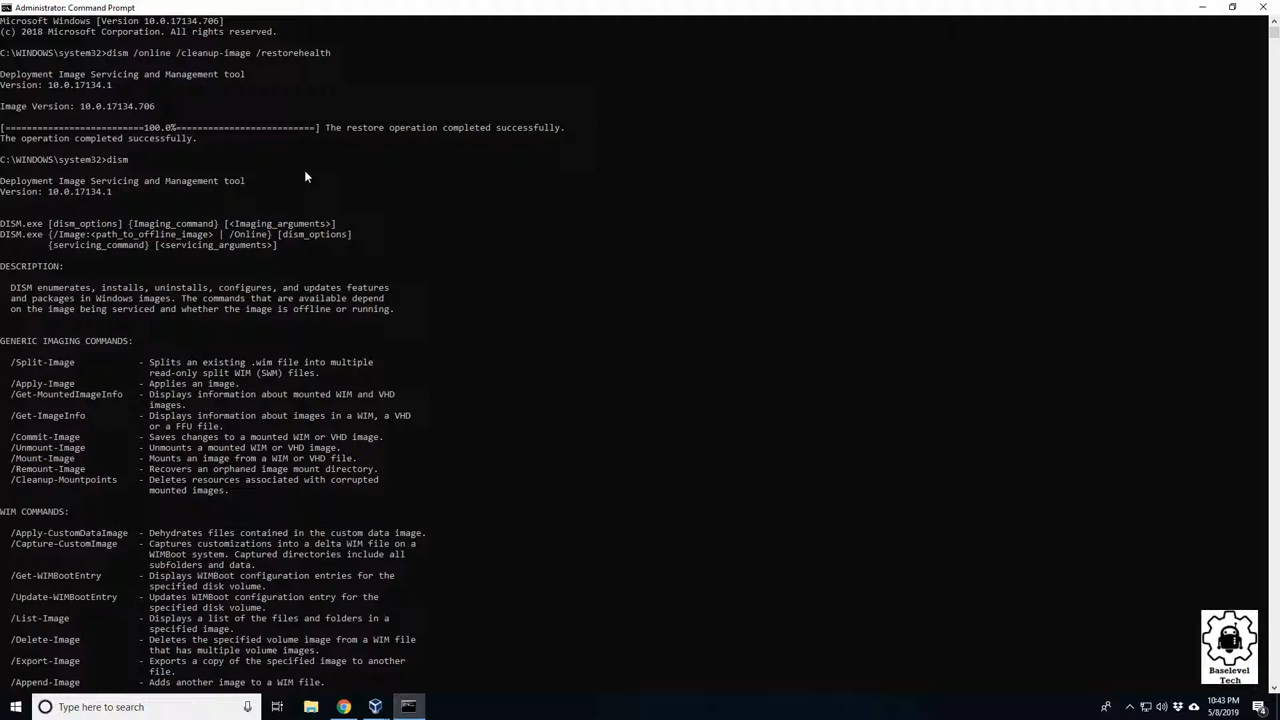 Administrator: Command Prompt
Microsoft Windows [Version 10.0.17134.706]
(c) 2018 Microsoft Corporation. All rights reserved.
C:\WINDOWS\system32>dism /online /cleanup-image /restorehealth
Deployment Image Servicing and Management tool
Version: 10.0.17134.1
Image Version: 10.0.17134.706
[==========================100.0%==========================] The restore operation completed successfully.
The operation completed successfully.
C:\WINDOWS\system32>dism
Deployment Image Servicing and Management tool
Version: 10.0.17134.1
DISM.exe [dism_options] {Imaging_command} [<Imaging_arguments>]
DISM.exe {/Image:<path_to_offline_image> | /Online} [dism_options]
{servicing_command} [<servicing_arguments>]
DESCRIPTION:
DISM enumerates, installs, uninstalls, configures, and updates features
and packages in Windows images. The commands that are available depend
on the image being serviced and whether the image is offline or running.
GENERIC IMAGING COMMANDS:
/Split-Image - Splits an existing .wim file into multiple
read-only split WIM (SWM) files.
/Apply-Image - Applies an image.
/Get-MountedImageInfo - Displays information about mounted WIM and VHD
images.
/Get-ImageInfo - Displays information about images in a WIM, a VHD
or a FFU file.
/Commit-Image - Saves changes to a mounted WIM or VHD image.
/Unmount-Image - Unmounts a mounted WIM or VHD image.
/Mount-Image - Mounts an image from a WIM or VHD file.
/Remount-Image - Recovers an orphaned image mount directory.
/Cleanup-Mountpoints - Deletes resources associated with corrupted
mounted images.
WIM COMMANDS:
/Apply-CustomDataImage - Dehydrates files contained in the custom data image.
/Capture-CustomImage - Captures customizations into a delta WIM file on a
WIMBoot system. Captured directories include all
subfolders and data.
/Get-WIMBootEntry - Displays WIMBoot configuration entries for the
specified disk volume.
/Update-WIMBootEntry - Updates WIMBoot configuration entry for the
specified disk volume.
/List-Image - Displays a list of the files and folders in a
specified image.
/Delete-Image - Deletes the specified volume image from a WIM file
that has multiple volume images.
/Export-Image - Exports a copy of the specified image to another
file.
/Append-Image - Adds another image to a WIM file.
Baselevel
Tech
Type here to search
10:43 PM
5/8/2019
4